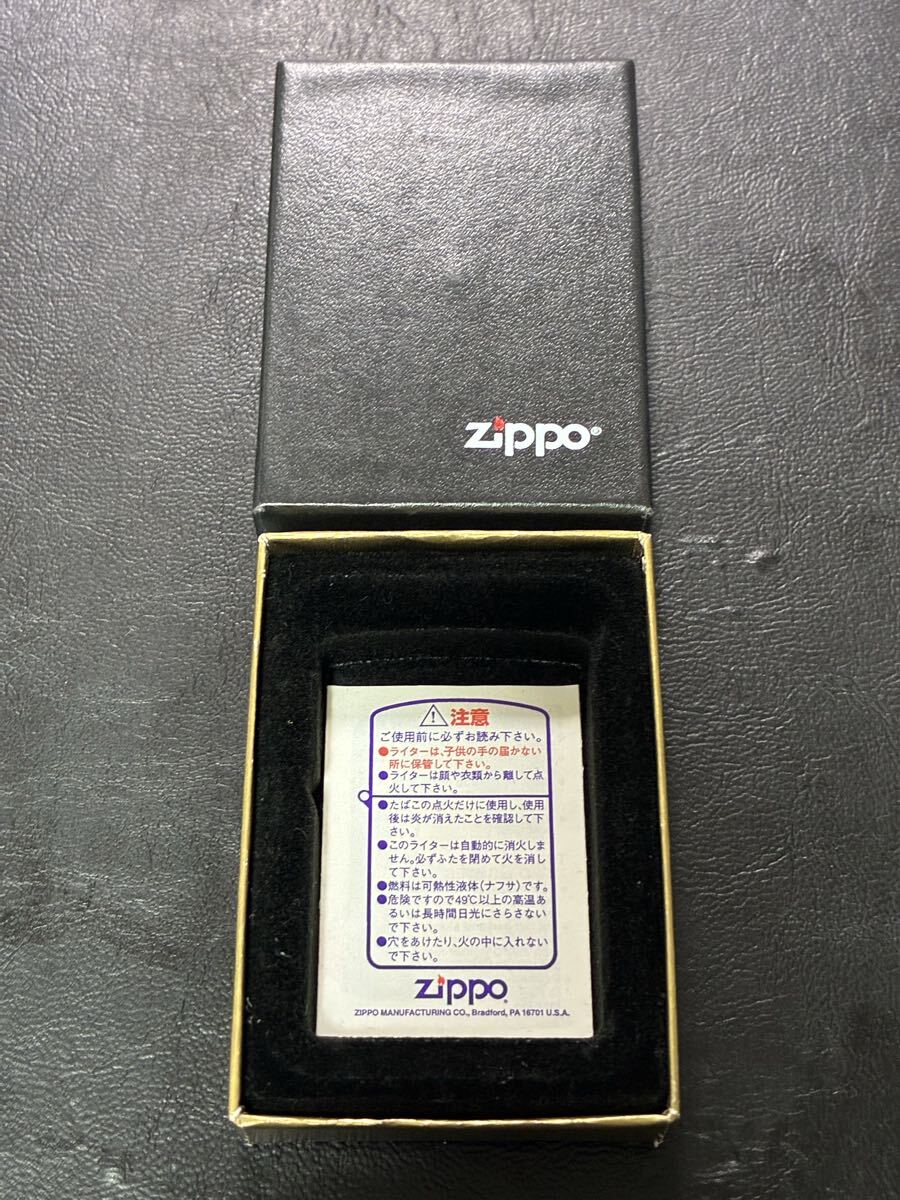 zippo®
注意
ご使用前に必ずお読み下さい。
●ライターは、子供の手の届かない
所に保管して下さい。
●ライターは顔や衣類から離して点
火して下さい。
●たばこの点火だけに使用し、使用
後は炎が消えたことを確認して下
さい。
●このライターは自動的に消火しま
せん。必ずふたを閉めて火を消し
て下さい。
●燃料は可熱性液体(ナフサ)です。
●危険ですので49℃以上の高温あ
るいは長時間日光にさらさない
で下さい。
●穴をあけたり、火の中に入れない
で下さい。
zippo®
ZIPPO MANUFACTURING CO., Bradford, PA 16701 U.S.A.